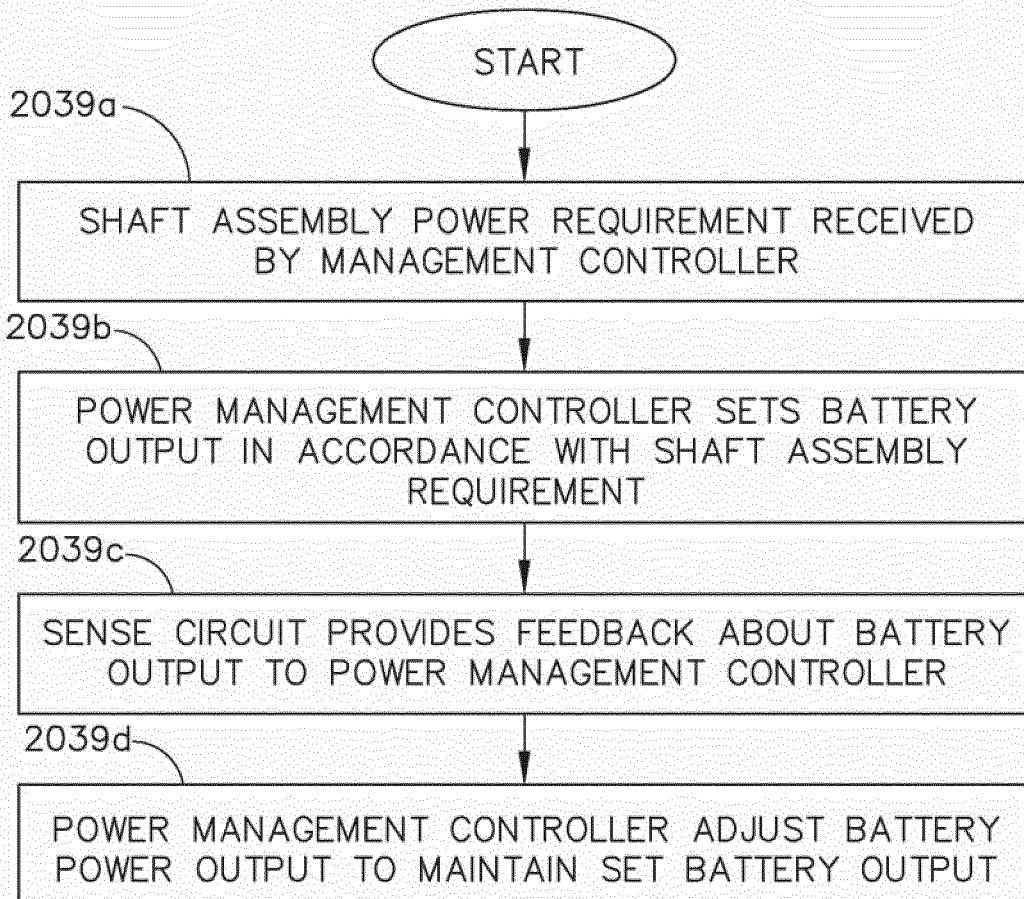 START
2039a
SHAFT ASSEMBLY POWER REQUIREMENT RECEIVED
BY MANAGEMENT CONTROLLER
2039b
POWER MANAGEMENT CONTROLLER SETS BATTERY
OUTPUT IN ACCORDANCE WITH SHAFT ASSEMBLY
REQUIREMENT
2039c
SENSE CIRCUIT PROVIDES FEEDBACK ABOUT BATTERY
OUTPUT TO POWER MANAGEMENT CONTROLLER
2039d
POWER MANAGEMENT CONTROLLER ADJUST BATTERY
POWER OUTPUT TO MAINTAIN SET BATTERY OUTPUT